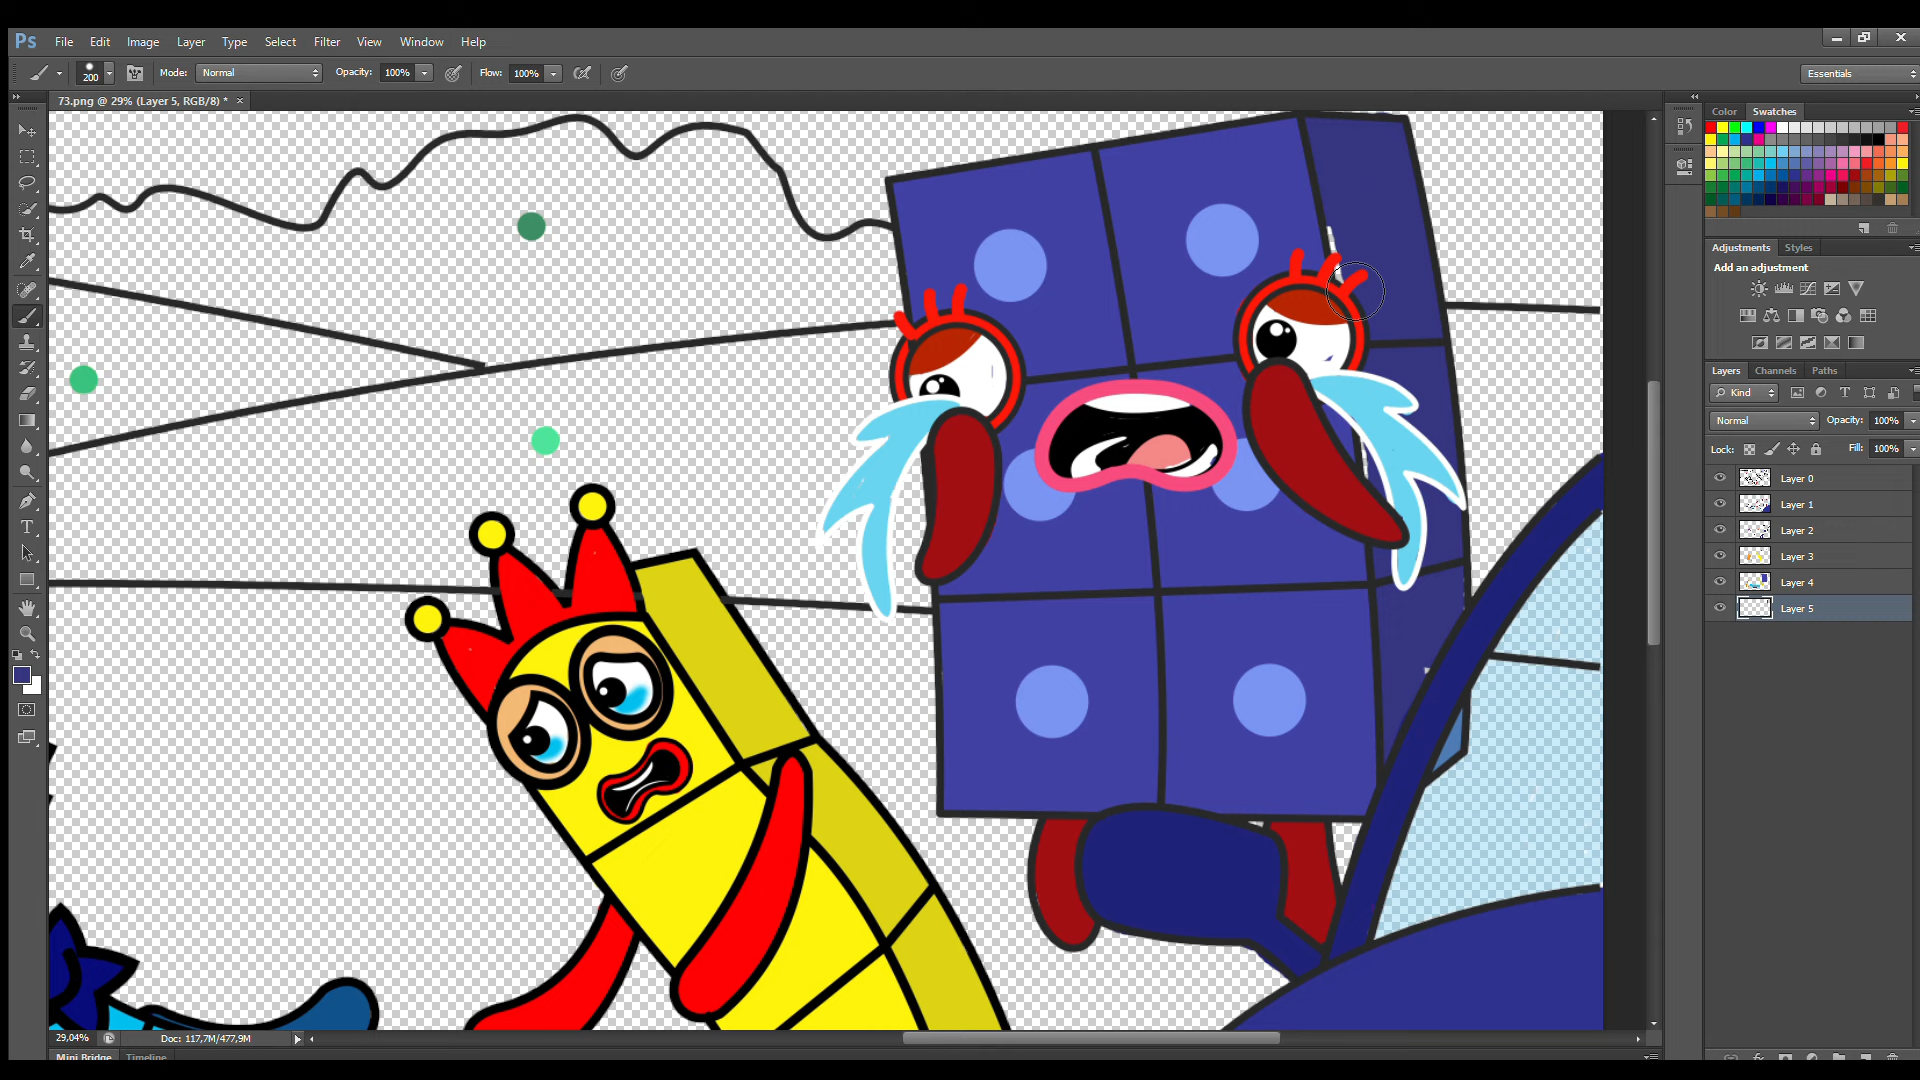 Ps File Edit Image Layer Type Select Filter View Window Help
200 Mode: Normal Opacity: 100% Flow: 100% Essentials
73.png @ 29% (Layer 5, RGB/8) * ×
Color Swatches
Adjustments Styles
Add an adjustment
Layers Channels Paths
Kind
Normal Opacity: 100%
Lock: Fill: 100%
Layer 0
Layer 1
Layer 2
Layer 3
Layer 4
Layer 5
T
29,04% Doc: 117,7M/477,9M
Mini Bridge Timeline